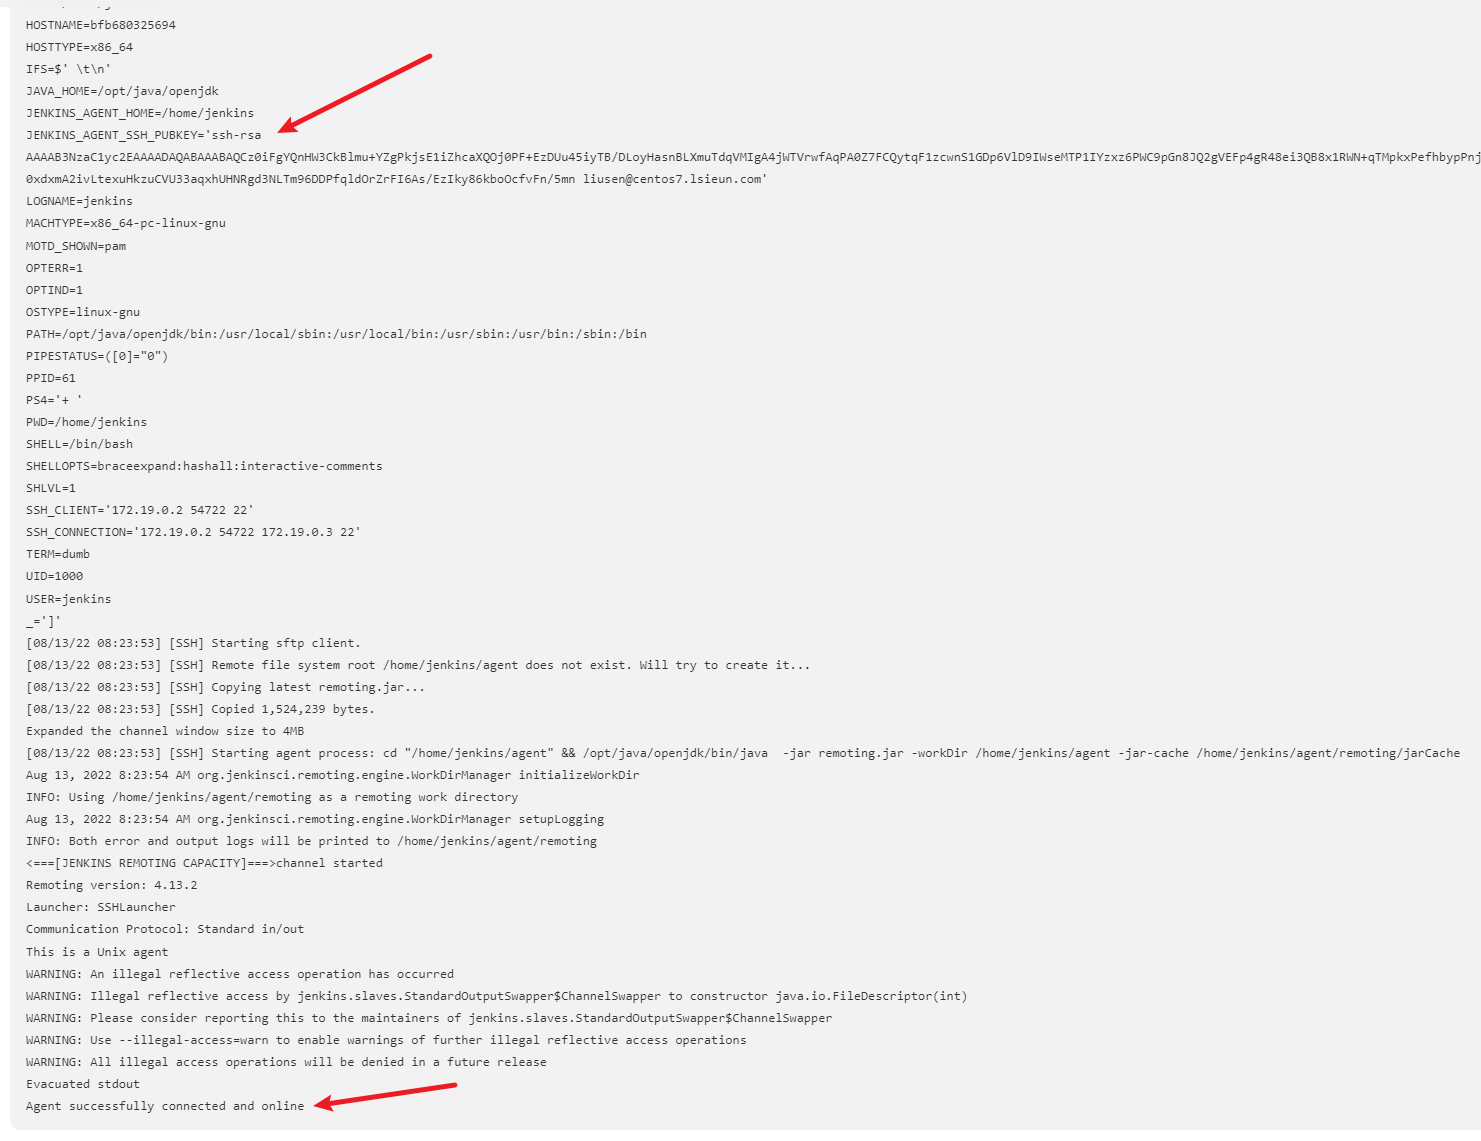 HOSTNAME=bfb680325694
HOSTTYPE=x86_64
IFS=$' \t\n'
JAVA_HOME=/opt/java/openjdk
JENKINS_AGENT_HOME=/home/jenkins
JENKINS_AGENT_SSH_PUBKEY='ssh-rsa
AAAAB3NzaC1yc2EAAAADAQABAAABAQCz0iFgYQnHW3CkBlmu+YZgPkjsE1iZhcaXQOj0PF+EzDUu45iyTB/DLoyHasnBLXmuTdqVMIgA4jWTVrwfAqPA0Z7FCQytqF1zcwnS1GDp6VlD9IWseMTP1IYzxz6PWC9pGn8JQ2gVEFp4gR48ei3QB8x1RWN+qTMpkxPefhbypPnj
0xdxmA2ivLtexuHkzuCVU33aqxhUHNRgd3NLTm96DDPfqldOrZrFI6As/EzIky86kboOcfvFn/5mn liusen@centos7.lsieun.com'
LOGNAME=jenkins
MACHTYPE=x86_64-pc-linux-gnu
MOTD_SHOWN=pam
OPTERR=1
OPTIND=1
OSTYPE=linux-gnu
PATH=/opt/java/openjdk/bin:/usr/local/sbin:/usr/local/bin:/usr/sbin:/usr/bin:/sbin:/bin
PIPESTATUS=([0]="0")
PPID=61
PS4='+ '
PWD=/home/jenkins
SHELL=/bin/bash
SHELLOPTS=braceexpand:hashall:interactive-comments
SHLVL=1
SSH_CLIENT='172.19.0.2 54722 22'
SSH_CONNECTION='172.19.0.2 54722 172.19.0.3 22'
TERM=dumb
UID=1000
USER=jenkins
_=']'
[08/13/22 08:23:53] [SSH] Starting sftp client.
[08/13/22 08:23:53] [SSH] Remote file system root /home/jenkins/agent does not exist. Will try to create it...
[08/13/22 08:23:53] [SSH] Copying latest remoting.jar...
[08/13/22 08:23:53] [SSH] Copied 1,524,239 bytes.
Expanded the channel window size to 4MB
[08/13/22 08:23:53] [SSH] Starting agent process: cd "/home/jenkins/agent" && /opt/java/openjdk/bin/java  -jar remoting.jar -workDir /home/jenkins/agent -jar-cache /home/jenkins/agent/remoting/jarCache
Aug 13, 2022 8:23:54 AM org.jenkinsci.remoting.engine.WorkDirManager initializeWorkDir
INFO: Using /home/jenkins/agent/remoting as a remoting work directory
Aug 13, 2022 8:23:54 AM org.jenkinsci.remoting.engine.WorkDirManager setupLogging
INFO: Both error and output logs will be printed to /home/jenkins/agent/remoting
<===[JENKINS REMOTING CAPACITY]===>channel started
Remoting version: 4.13.2
Launcher: SSHLauncher
Communication Protocol: Standard in/out
This is a Unix agent
WARNING: An illegal reflective access operation has occurred
WARNING: Illegal reflective access by jenkins.slaves.StandardOutputSwapper$ChannelSwapper to constructor java.io.FileDescriptor(int)
WARNING: Please consider reporting this to the maintainers of jenkins.slaves.StandardOutputSwapper$ChannelSwapper
WARNING: Use --illegal-access=warn to enable warnings of further illegal reflective access operations
WARNING: All illegal access operations will be denied in a future release
Evacuated stdout
Agent successfully connected and online